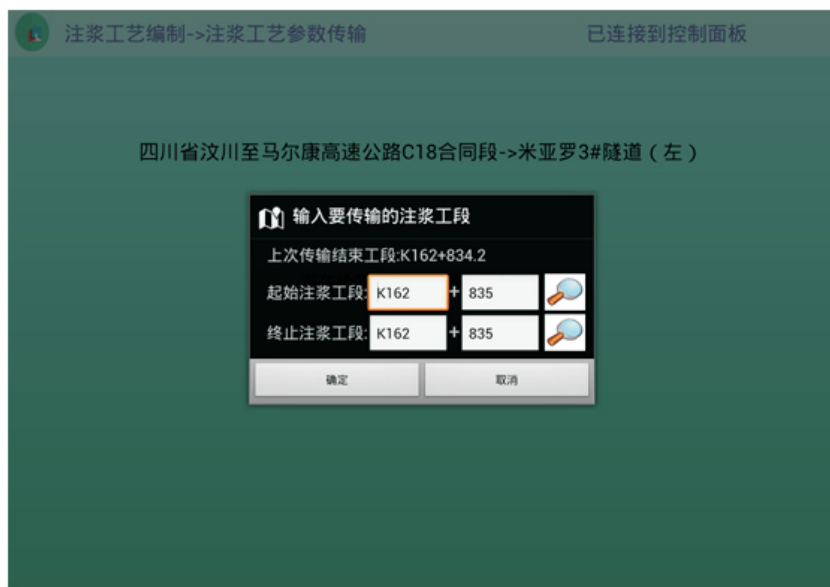 注浆工艺编制->注浆工艺参数传输 已连接到控制面板
四川省汶川至马尔康高速公路C18合同段->米亚罗3#隧道（左）
输入要传输的注浆工段
上次传输结束工段:K162+834.2
起始注浆工段: K162 + 835
终止注浆工段: K162 + 835
确定 取消